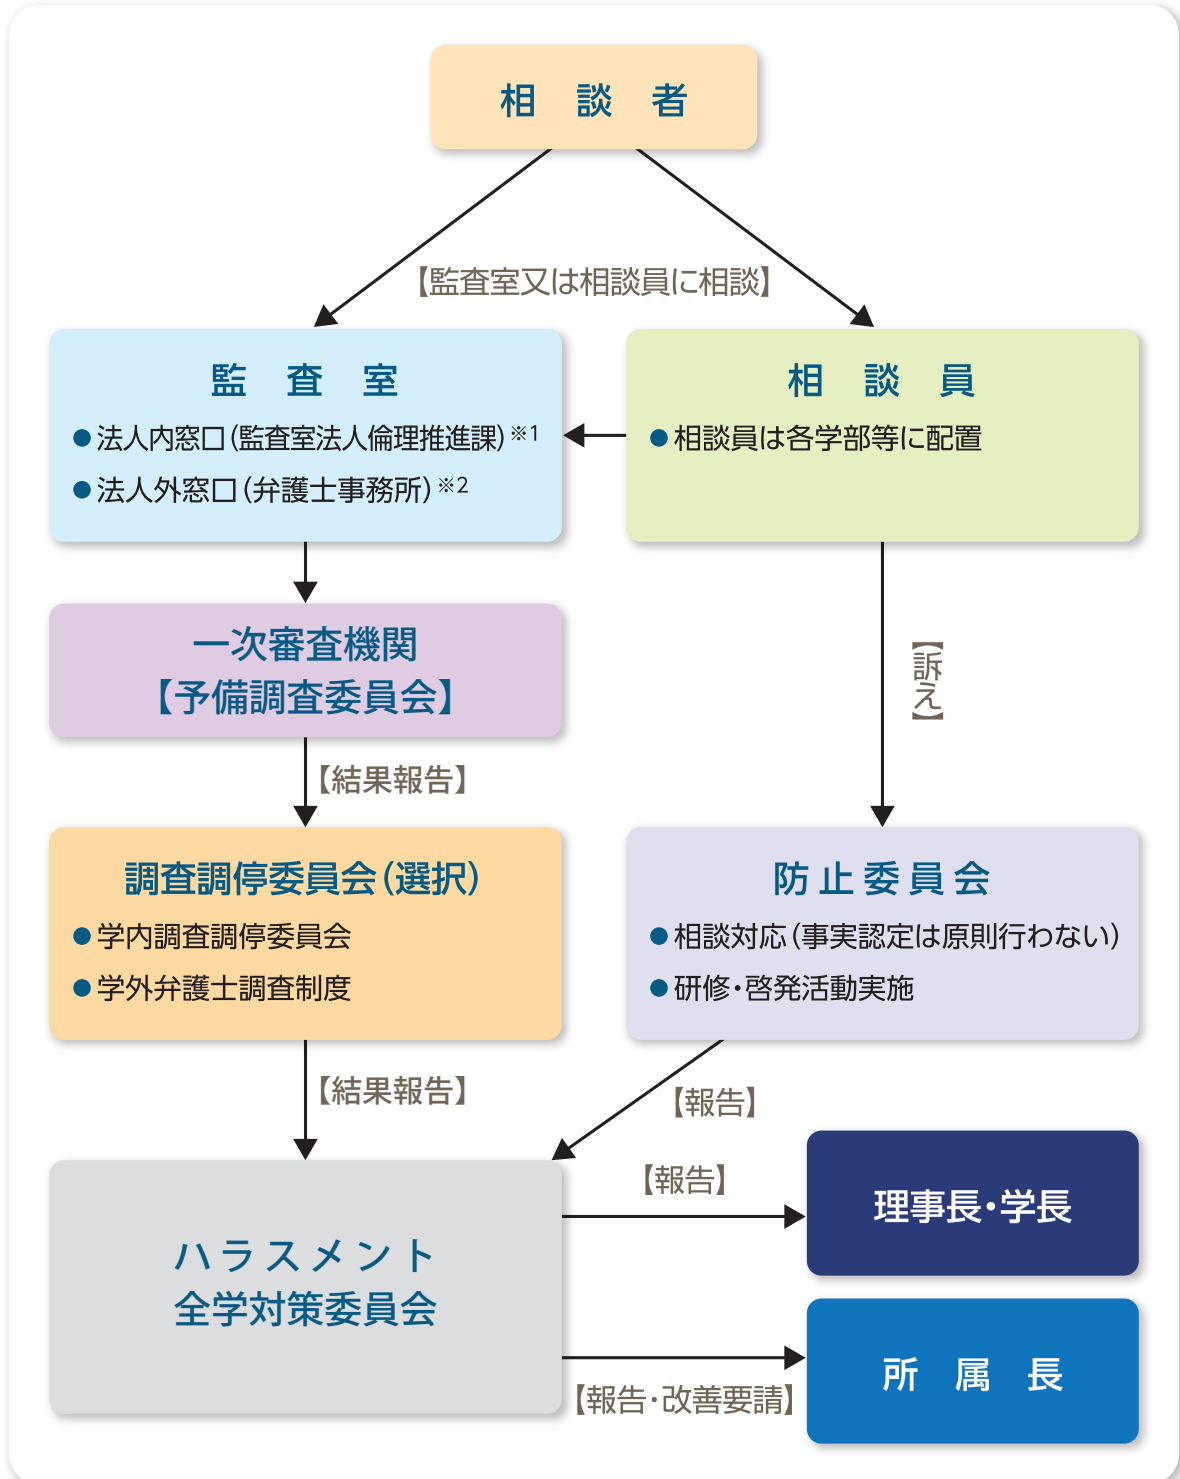 相 談 者
【監査室又は相談員に相談】
監 査 室
●法人内窓口(監査室法人倫理推進課)※1
●法人外窓口(弁護士事務所)※2
相 談 員
●相談員は各学部等に配置
一次審査機関
【予備調査委員会】
【訴え】
【結果報告】
調査調停委員会(選択)
●学内調査調停委員会
●学外弁護士調査制度
防止委員会
●相談対応(事実認定は原則行わない)
●研修・啓発活動実施
【結果報告】
【報告】
【報告】
ハラスメント
全学対策委員会
理事長・学長
所 属 長
【報告・改善要請】